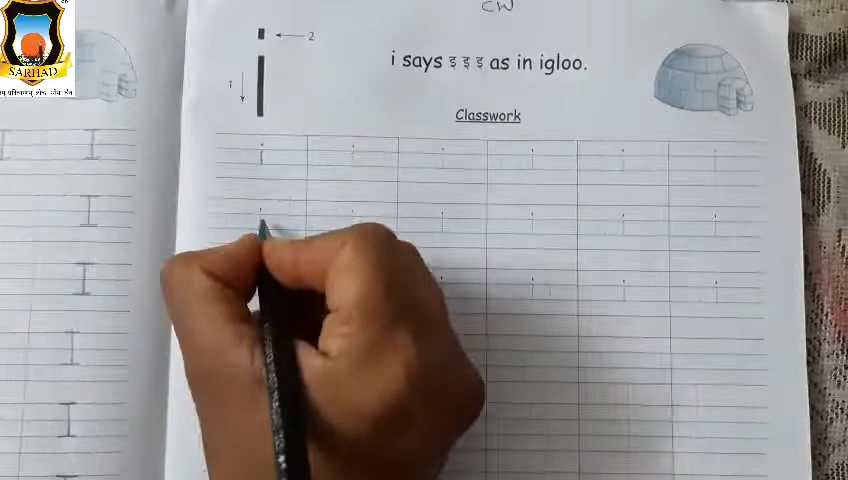 CW
2
i says इ इ इ as in igloo.
1
Classwork
SARHAD